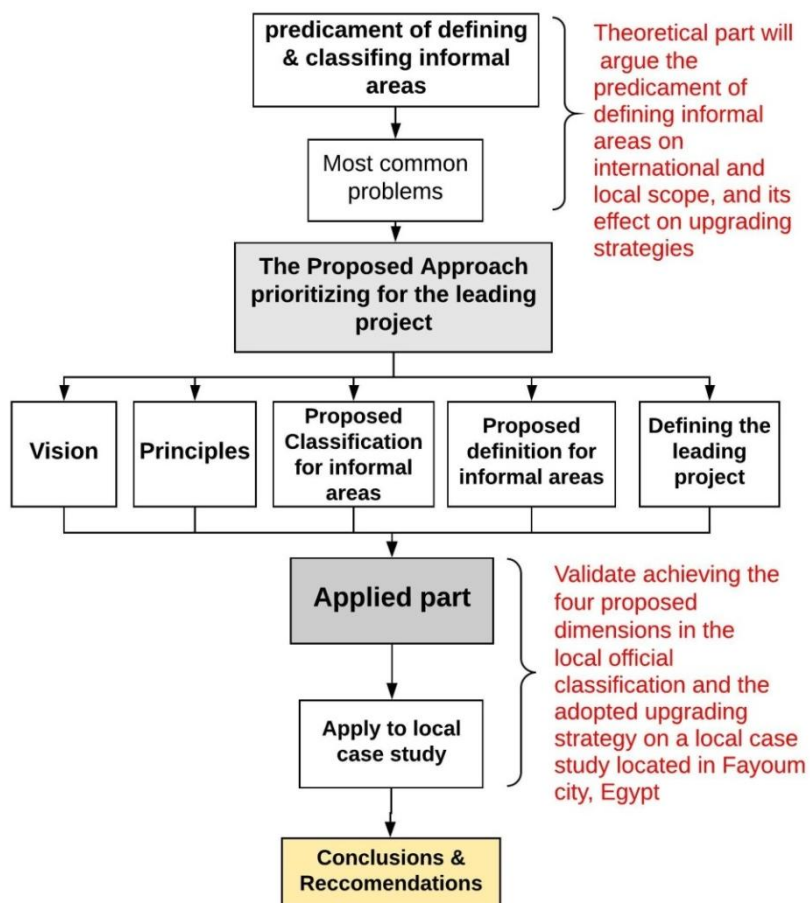 predicament of defining
& classifing informal
areas
Theoretical part will
argue the
predicament of
defining informal
areas on
international and
local scope, and its
effect on upgrading
strategies
Most common
problems
The Proposed Approach
prioritizing for the leading
project
Vision
Principles
Proposed
Classification
for informal
areas
Proposed
definition for
informal areas
Defining the
leading
project
Applied part
Validate achieving the
four proposed
dimensions in the
local official
classification and the
adopted upgrading
strategy on a local case
study located in Fayoum
city, Egypt
Apply to local
case study
Conclusions &
Reccomendations